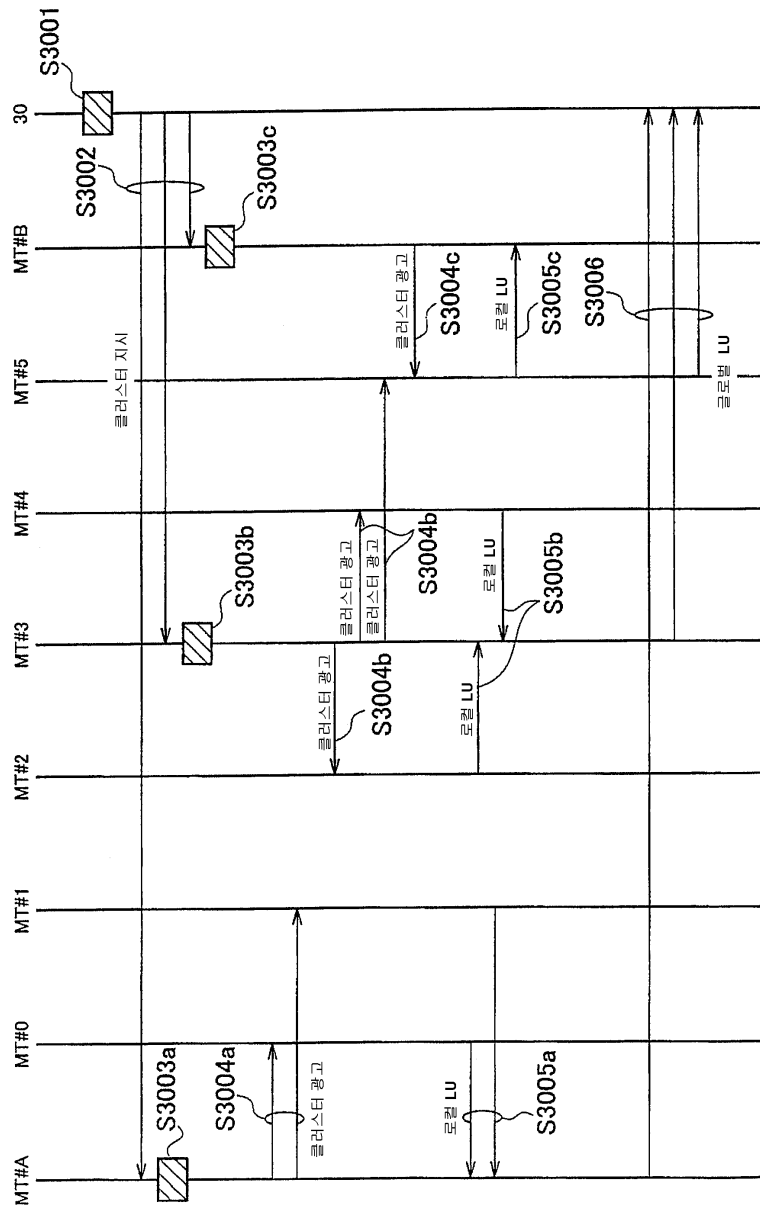 MT#A
MT#0
MT#1
MT#2
MT#3
MT#4
MT#5
MT#B
30
S3001
클러스터 지시
S3002
S3003a
S3003b
S3003c
S3004a
클러스터 광고
클러스터 광고
S3004b
클러스터 광고
클러스터 광고
S3004b
클러스터 광고
S3004c
로컬 LU
S3005a
로컬 LU
로컬 LU
S3005b
로컬 LU
S3005c
S3006
글로벌 LU